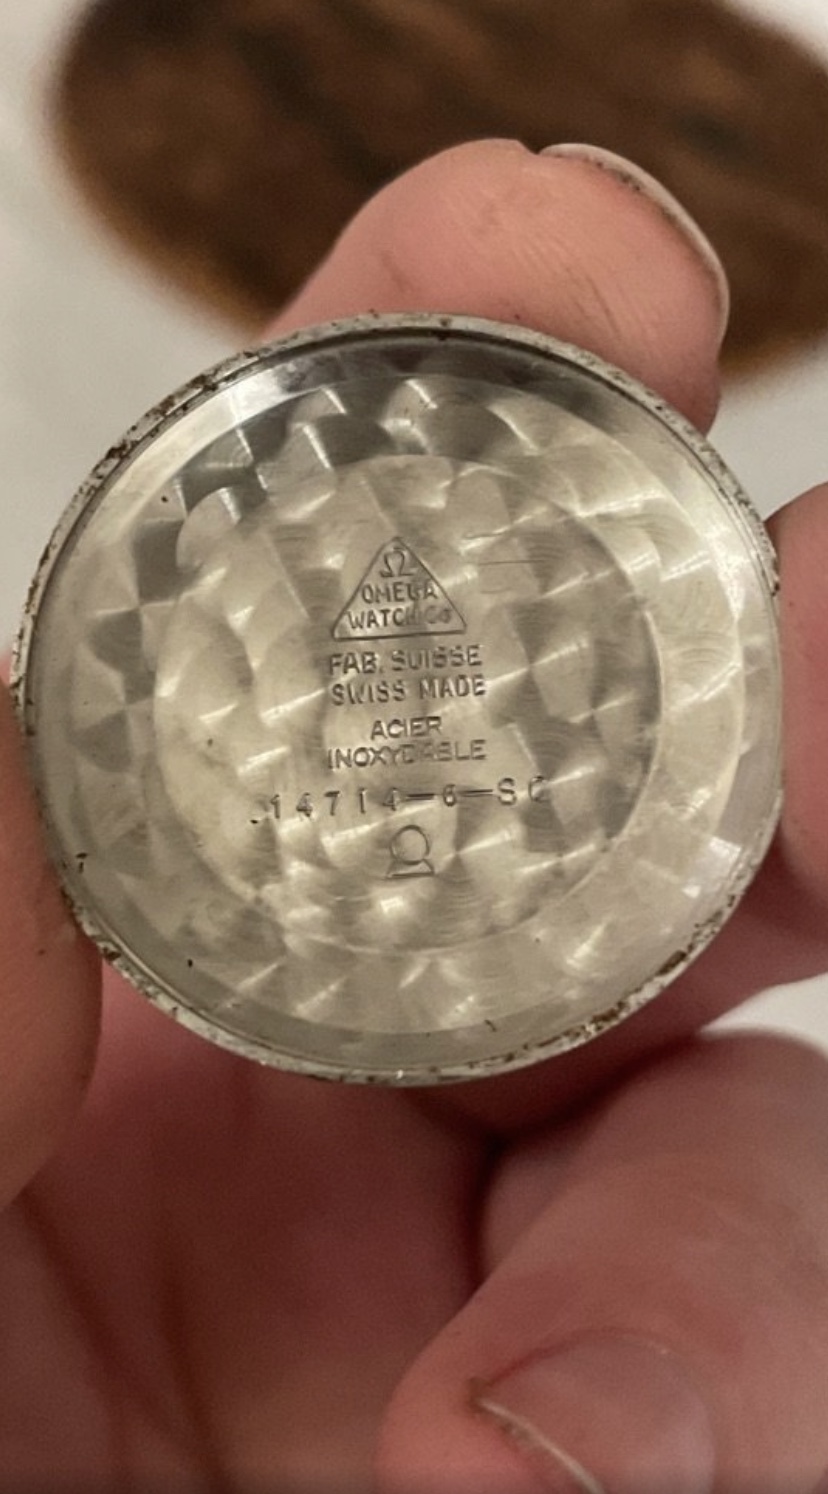 Ω
OMEGA
WATCH Co
FAB. SUISSE
SWISS MADE
ACIER
INOXYDABLE
14714-6-SC